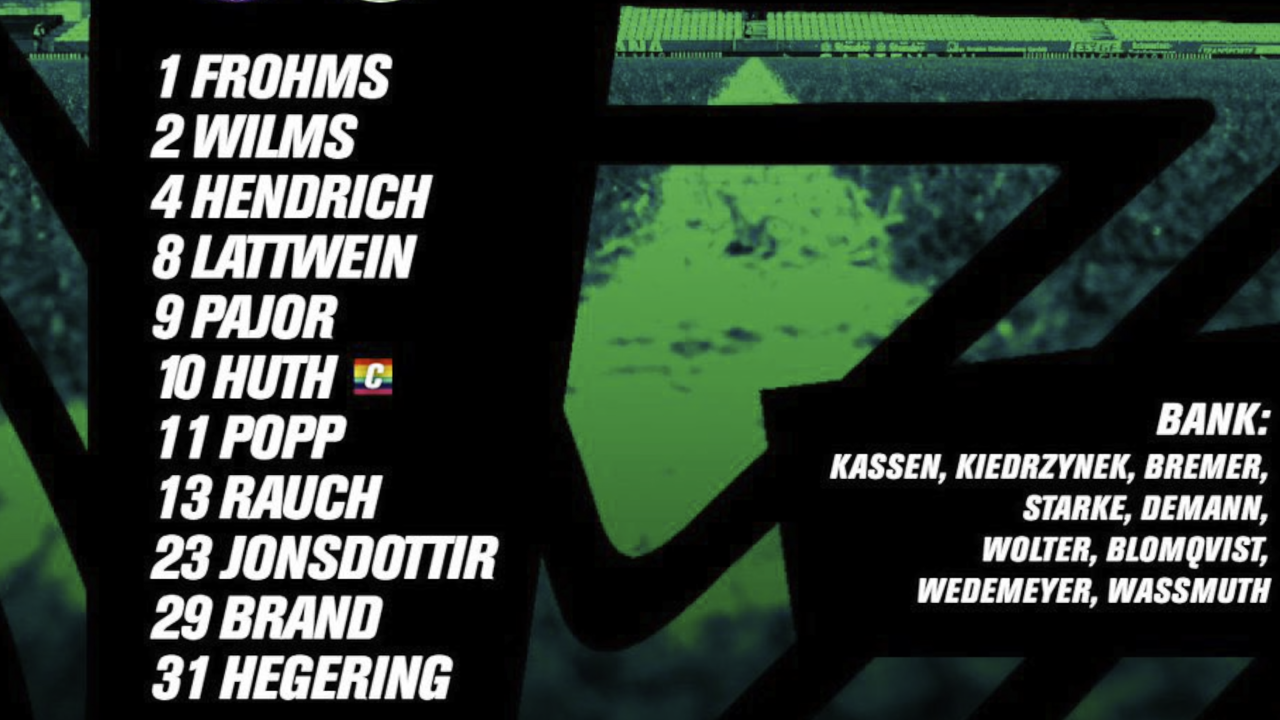 1 FROHMS
2 WILMS
4 HENDRICH
8 LATTWEIN
9 PAJOR
10 HUTH C
11 POPP
13 RAUCH
23 JONSDOTTIR
29 BRAND
31 HEGERING
BANK:
KASSEN, KIEDRZYNEK, BREMER,
STARKE, DEMANN,
WOLTER, BLOMQVIST,
WEDEMEYER, WASSMUTH